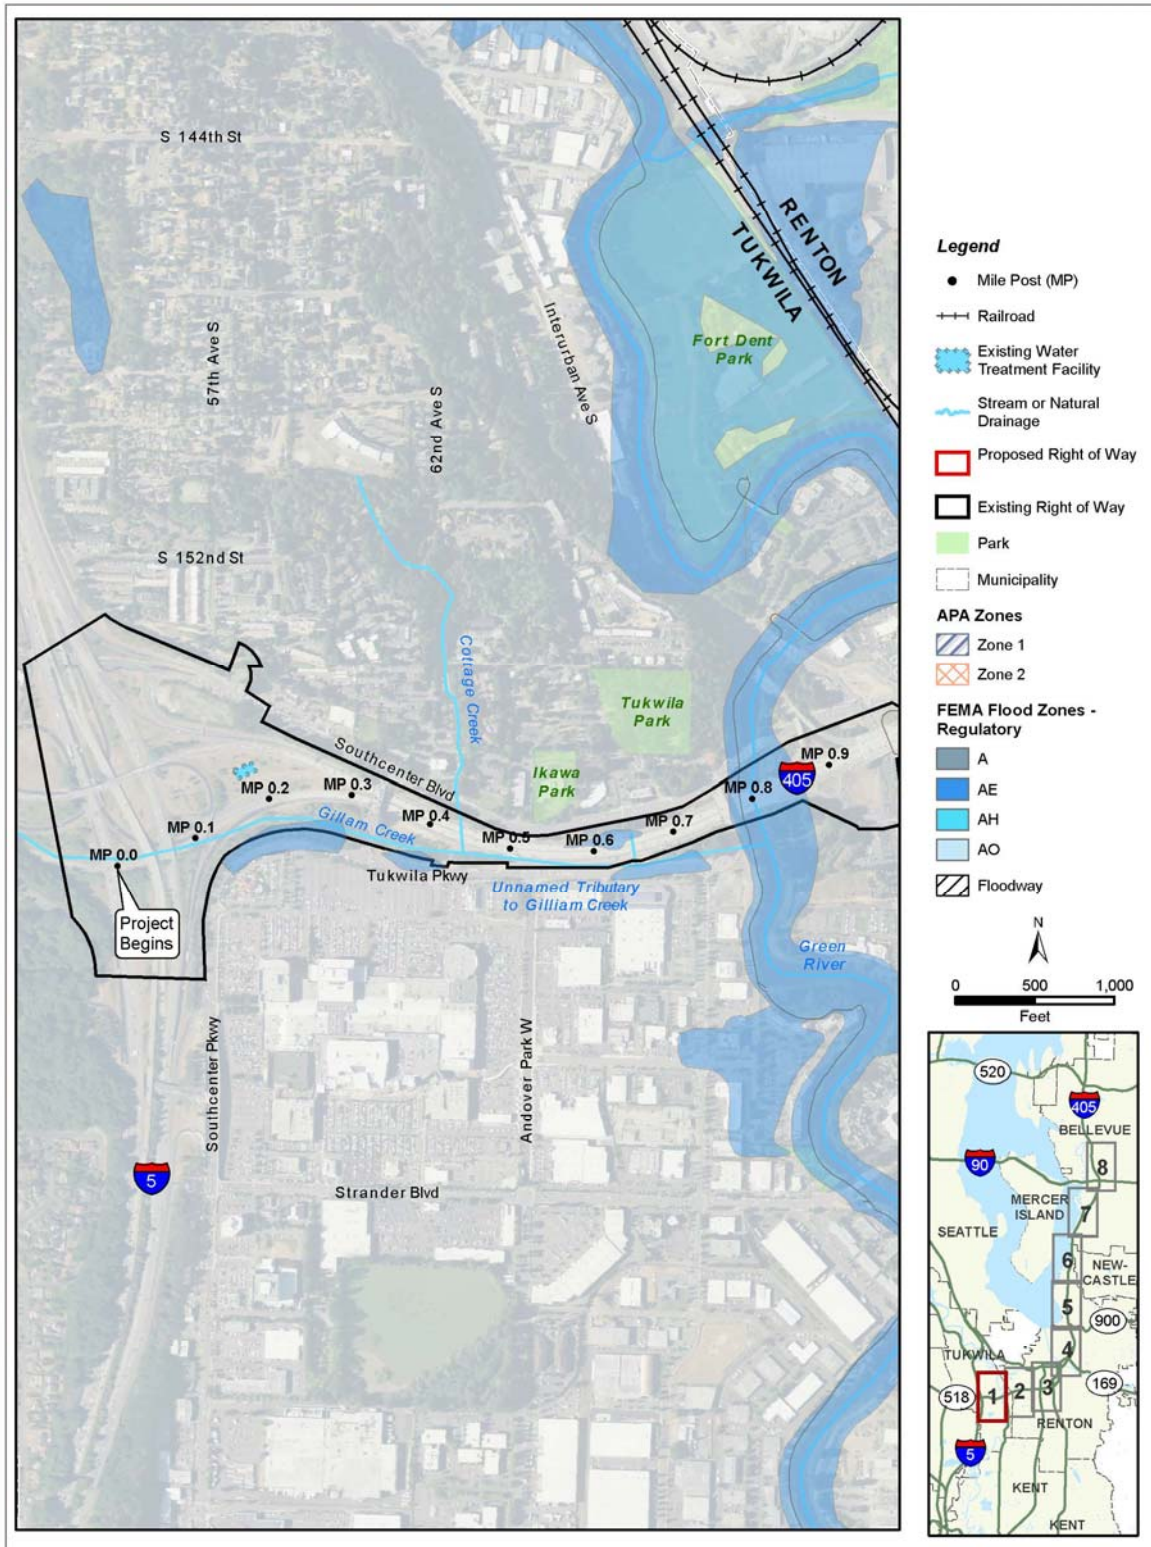 S 144th St
RENTON
TUKWILA
57th Ave S
Interurban Ave S
Fort Dent
Park
62nd Ave S
S 152nd St
Cottage Creek
Tukwila
Park
Southcenter Blvd
Ikawa
Park
MP 0.9
405
MP 0.8
MP 0.2
MP 0.3
MP 0.4
MP 0.7
MP 0.1
Gillam Creek
MP 0.5
MP 0.6
MP 0.0
Tukwila Pkwy
Unnamed Tributary
to Gilliam Creek
Project
Begins
Green
River
Southcenter Pkwy
Andover Park W
5
Strander Blvd
Legend
Mile Post (MP)
Railroad
Existing Water
Treatment Facility
Stream or Natural
Drainage
Proposed Right of Way
Existing Right of Way
Park
Municipality
APA Zones
Zone 1
Zone 2
FEMA Flood Zones -
Regulatory
A
AE
AH
AO
Floodway
N
0 500 1,000
Feet
520
405
BELLEVUE
90
8
MERCER
ISLAND
7
SEATTLE
6
NEW-
CASTLE
5
900
4
TUKWILA
518
1
2
3
169
RENTON
5
KENT
KENT